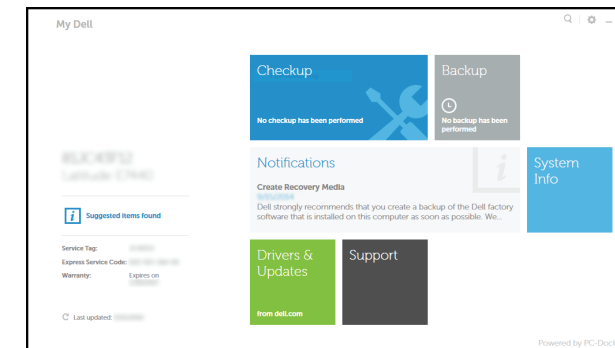 My Dell
Checkup
No checkup has been performed
Backup
No backup has been
performed
Notifications
Create Recovery Media
Dell strongly recommends that you create a backup of the Dell factory
software that is installed on this computer as soon as possible. We...
System
Info
Suggested items found
Service Tag:
Express Service Code:
Warranty: Expires on
Last updated:
Drivers &
Updates
from dell.com
Support
Powered by PC-Doct